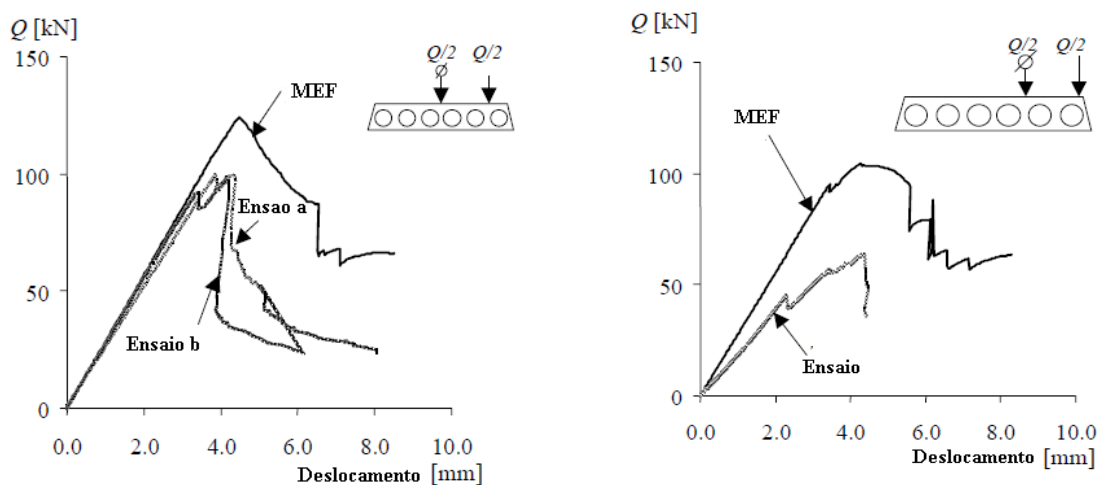 Q [kN]
150
100
50
0
0.0 2.0 4.0 6.0 8.0 10.0
Deslocamento [mm]
MEF
Ensao a
Ensaio b
Q/2 Q/2
Q [kN]
150
100
50
0
0.0 2.0 4.0 6.0 8.0 10.0
Deslocamento [mm]
MEF
Ensaio
Q/2 Q/2